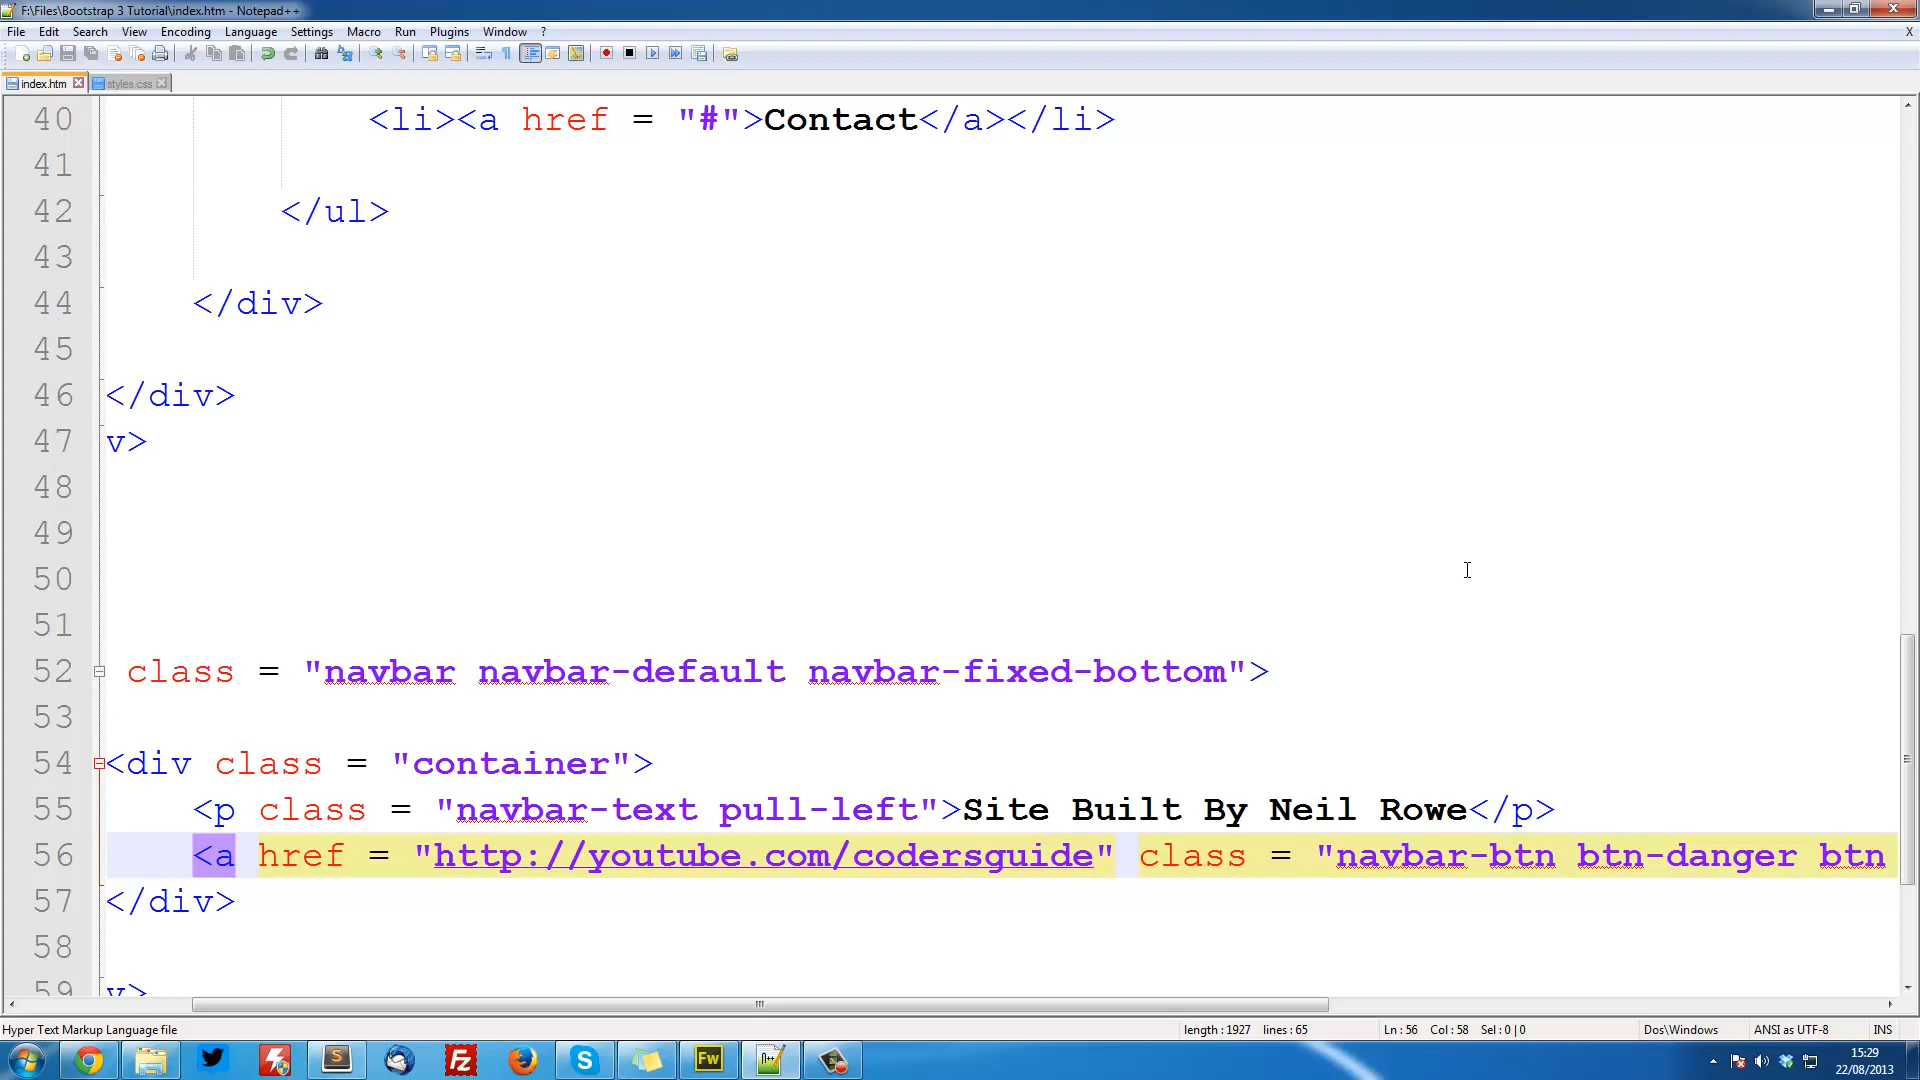 F:\Files\Bootstrap 3 Tutorial\index.htm - Notepad++
File Edit Search View Encoding Language Settings Macro Run Plugins Window ? X
index.htm styles.css
40 <li><a href = "#">Contact</a></li>
41
42 </ul>
43
44 </div>
45
46 </div>
47 v>
48
49
50
51
52 class = "navbar navbar-default navbar-fixed-bottom">
53
54 <div class = "container">
55 <p class = "navbar-text pull-left">Site Built By Neil Rowe</p>
56 <a href = "http://youtube.com/codersguide" class = "navbar-btn btn-danger btn
57 </div>
58
59 v>
Hyper Text Markup Language file length : 1927 lines : 65 Ln : 56 Col : 58 Sel : 0 | 0 Dos\Windows ANSI as UTF-8 INS
S Fz S Fw
15:29
22/08/2013